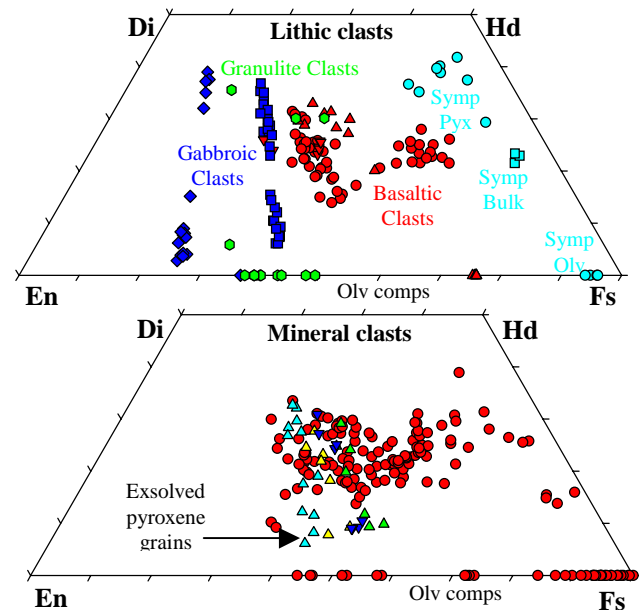 Di
Hd
Lithic clasts
Granulite Clasts
Symp
Pyx
Gabbroic
Clasts
Basaltic
Clasts
Symp
Bulk
Symp
Olv
En
Olv comps
Fs
Di
Hd
Mineral clasts
Exsolved
pyroxene
grains
Olv comps
En
Fs